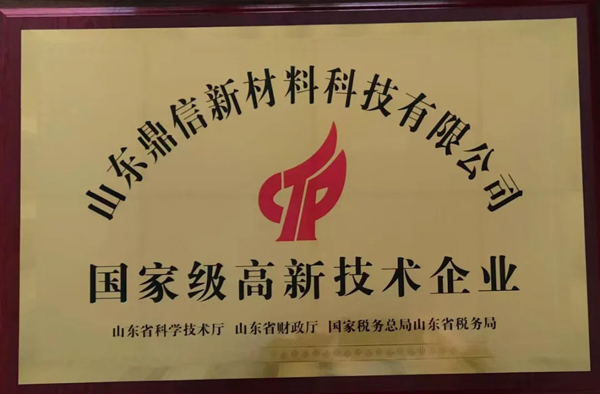 山东鼎信新材料科技有限公司
CTP
国家级高新技术企业
山东省科学技术厅 山东省财政厅 国家税务总局山东省税务局